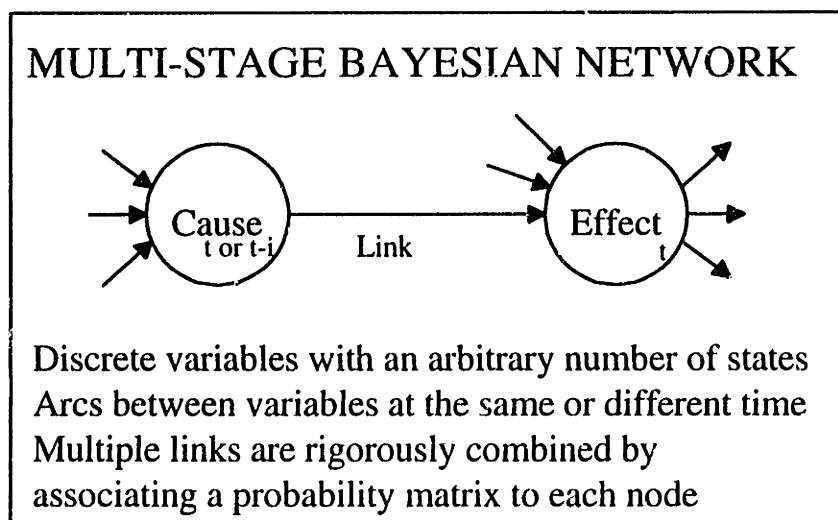 MULTI-STAGE BAYESIAN NETWORK
Cause t or t-i
Link
Effect t
Discrete variables with an arbitrary number of states
Arcs between variables at the same or different time
Multiple links are rigorously combined by
associating a probability matrix to each node